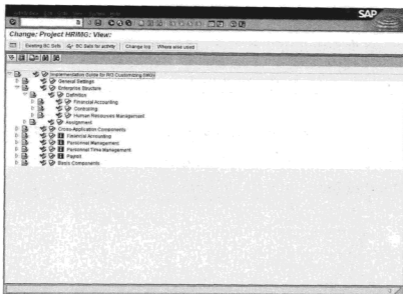 SAP
Change: Project HRIMG: View:
Existing BC Sets BC Sets for activity Change log Where else used
Implementation Guide for R/3 Customizing (IMG)
General Settings
Enterprise Structure
Definition
Financial Accounting
Controlling
Human Resources Management
Assignment
Cross-Application Components
Financial Accounting
Personnel Management
Personnel Time Management
Payroll
Basis Components